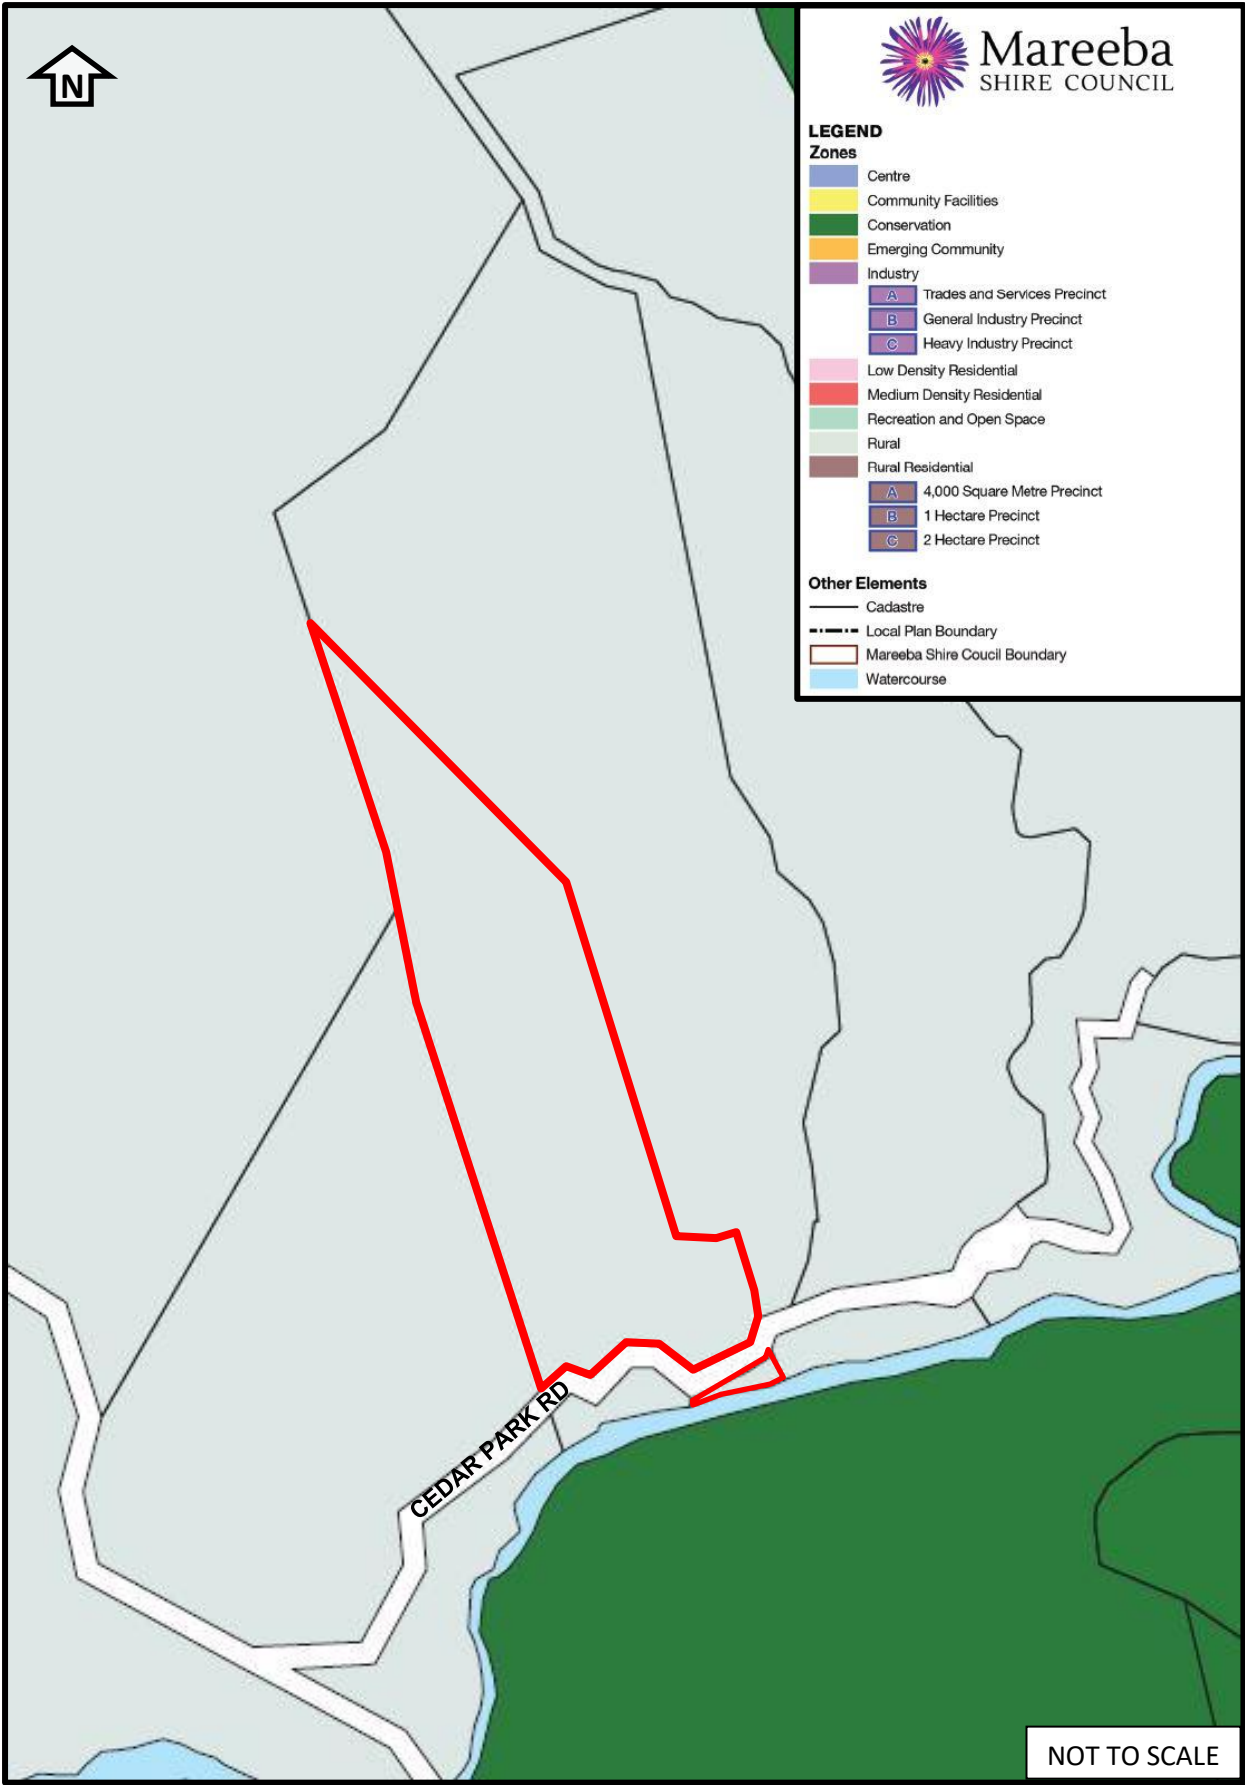 N
Mareeba
SHIRE COUNCIL
LEGEND
Zones
Centre
Community Facilities
Conservation
Emerging Community
Industry
A Trades and Services Precinct
B General Industry Precinct
C Heavy Industry Precinct
Low Density Residential
Medium Density Residential
Recreation and Open Space
Rural
Rural Residential
A 4,000 Square Metre Precinct
B 1 Hectare Precinct
C 2 Hectare Precinct
Other Elements
Cadastre
Local Plan Boundary
Mareeba Shire Coucil Boundary
Watercourse
CEDAR PARK RD
NOT TO SCALE